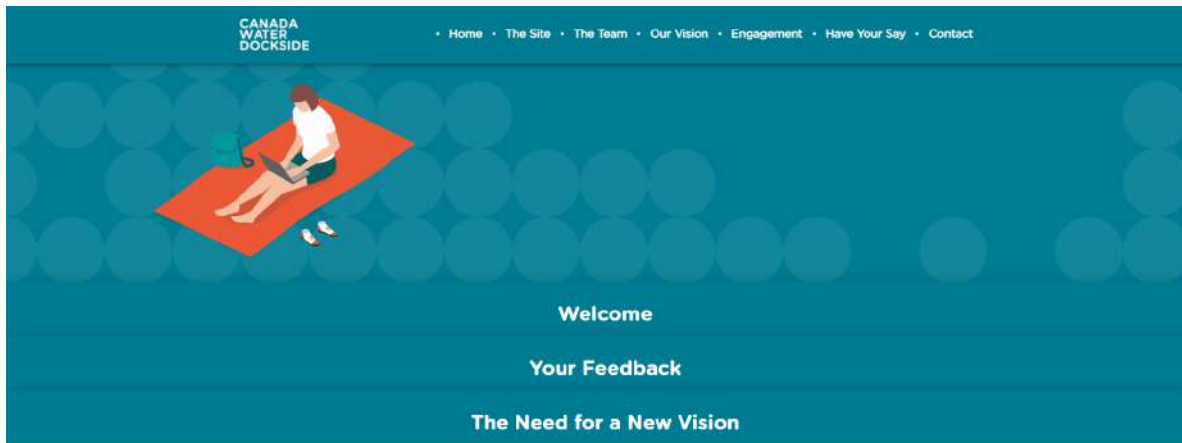 CANADA
WATER
DOCKSIDE
• Home • The Site • The Team • Our Vision • Engagement • Have Your Say • Contact
Welcome
Your Feedback
The Need for a New Vision